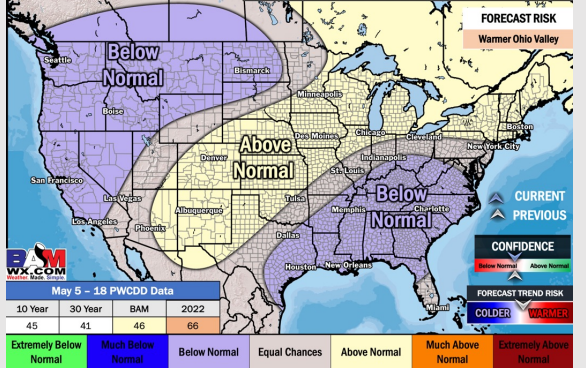 FORECAST RISK
Warmer Ohio Valley
Seattle
Below
Normal
Bismarck
Minneapolis
Boise
Boston
Des Moines
Chicago
Cleveland
New York City
Above
Normal
Denver
Indianapolis
St. Louis
San Francisco
Las Vegas
Tulsa
Below
Normal
Memphis
Charlotte
CURRENT
PREVIOUS
Los Angeles
Phoenix
Albuquerque
Dallas
CONFIDENCE
Below Normal
Above Normal
BAM
WX.COM
Weather. Made. Simple.
Houston
New Orleans
Miami
FORECAST TREND RISK
COLDER
WARMER
May 5 – 18 PWCDD Data
10 Year 30 Year BAM 2022
45 41 46 66
Extremely Below
Normal
Much Below
Normal
Below Normal
Equal Chances
Above Normal
Much Above
Normal
Extremely Above
Normal